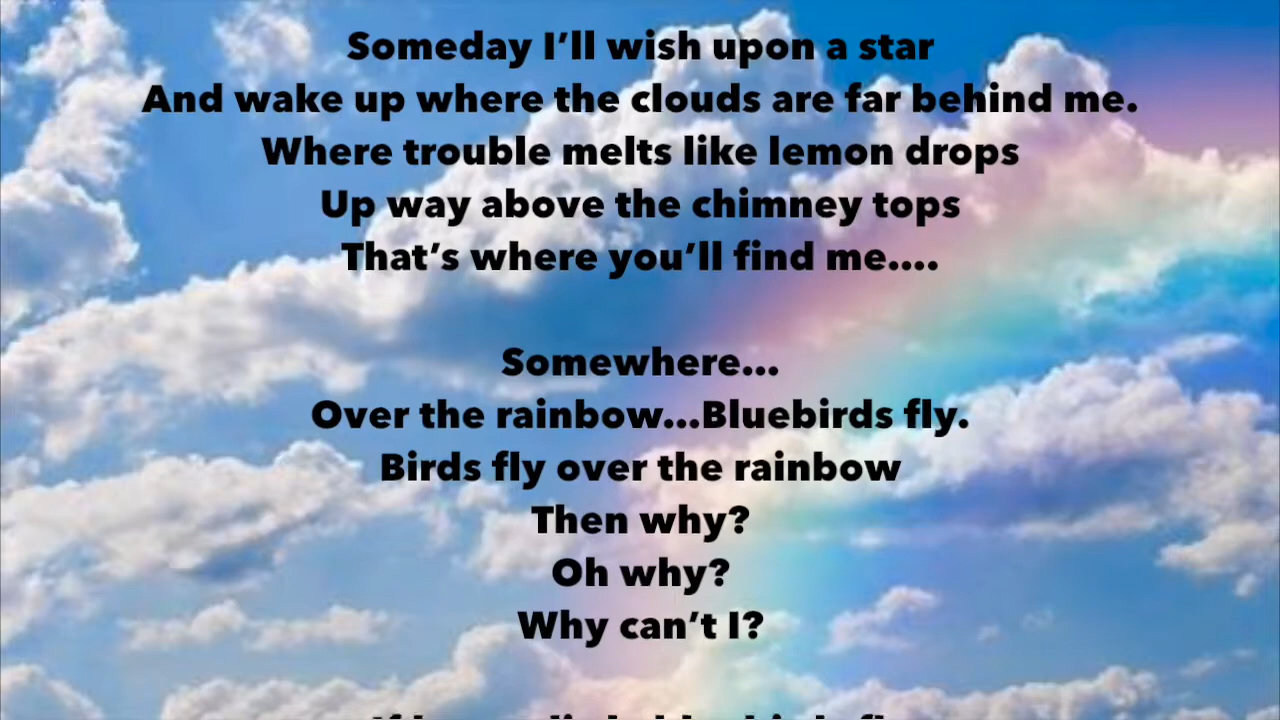 Someday I’ll wish upon a star
And wake up where the clouds are far behind me.
Where trouble melts like lemon drops
Up way above the chimney tops
That’s where you’ll find me....
Somewhere...
Over the rainbow...Bluebirds fly.
Birds fly over the rainbow
Then why?
Oh why?
Why can’t I?